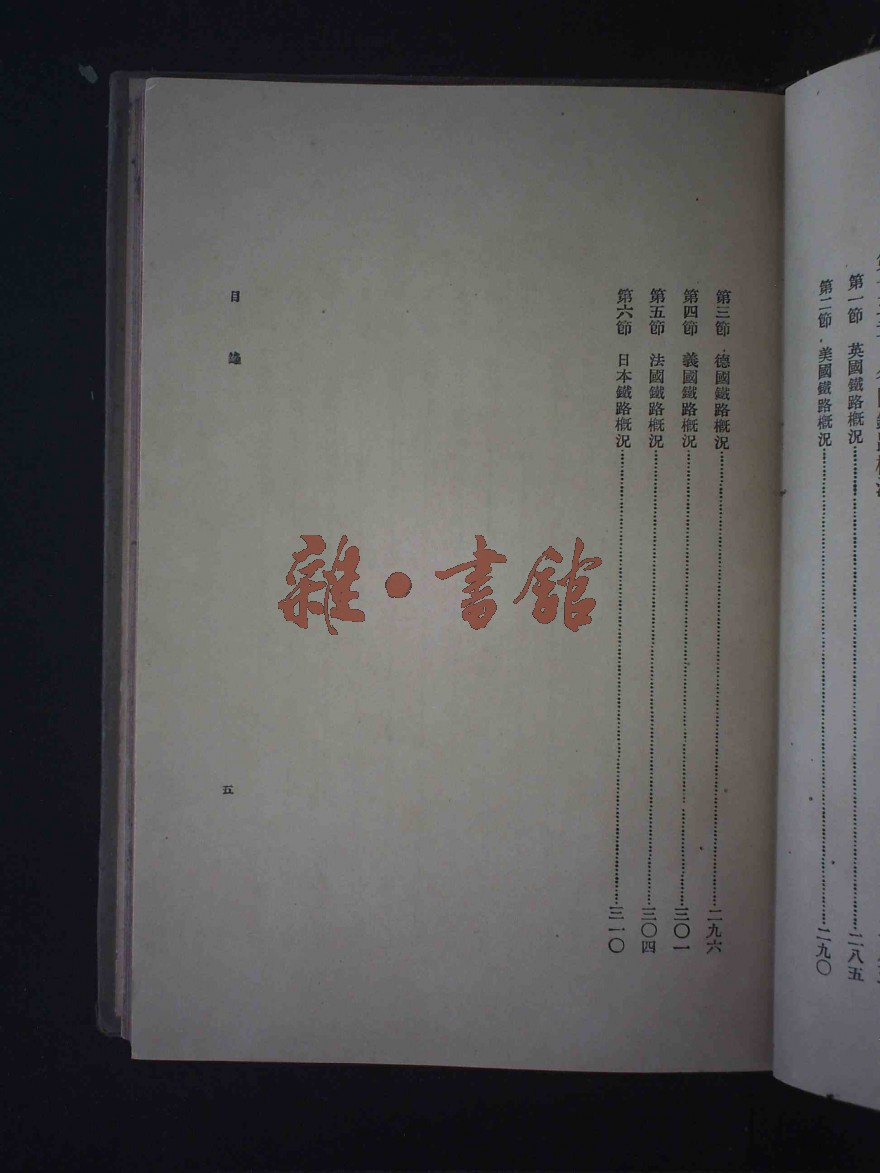 第一節 英國鐵路概況……二八五
第二節 美國鐵路概況……二九〇
第三節 德國鐵路概況……二九六
第四節 義國鐵路概況……三〇一
第五節 法國鐵路概況……三〇四
第六節 日本鐵路概況……三一〇
目 錄
五
雜·書館